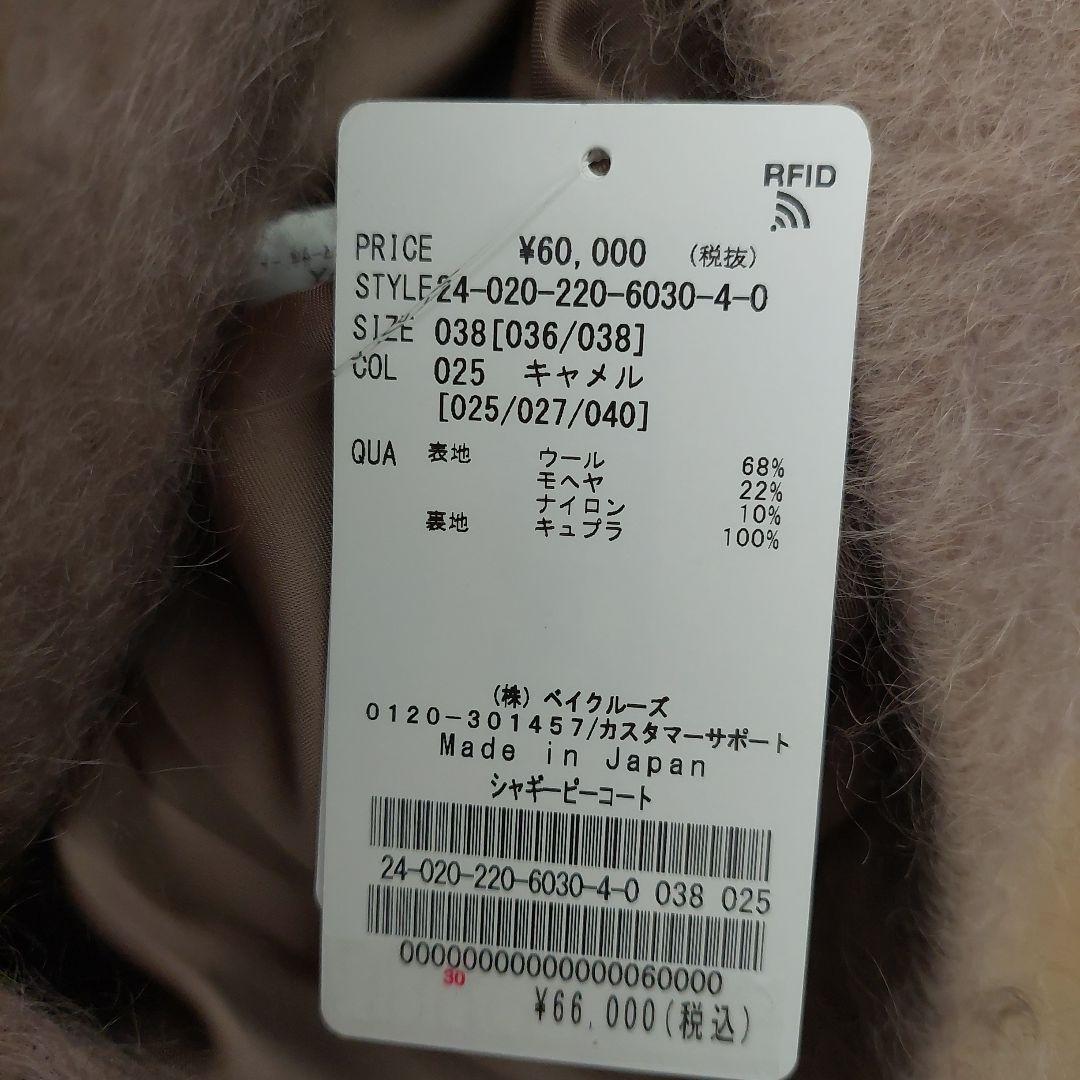 RFID
PRICE ¥60,000 (税抜)
STYLE 24-020-220-6030-4-0
SIZE 038[036/038]
COL 025 キャメル
[025/027/040]
QUA 表地 ウール 68%
モヘヤ 22%
ナイロン 10%
裏地 キュプラ 100%
(株) ベイクルーズ
0120-301457/カスタマーサポート
Made in Japan
シャギーピーコート
24-020-220-6030-4-0 038 025
00000000000000060000
30
¥66,000(税込)